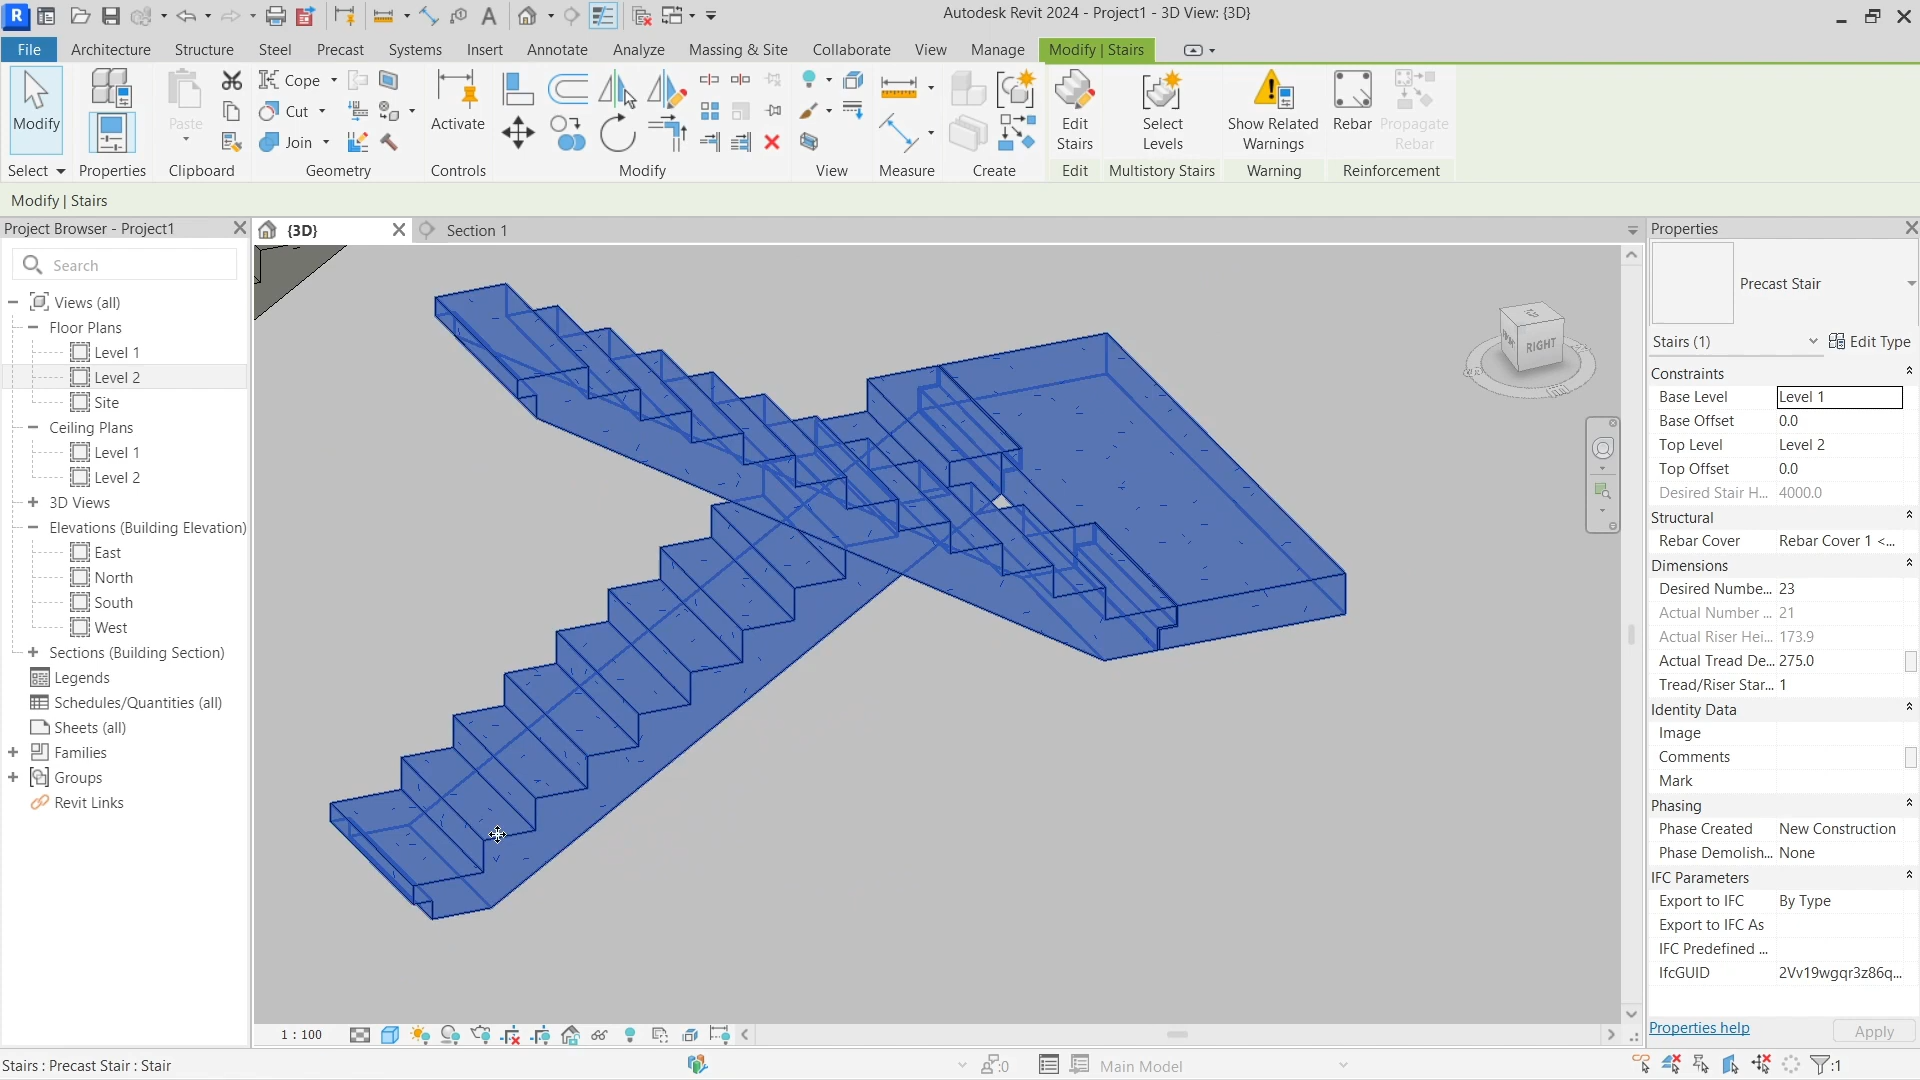 Autodesk Revit 2024 - Project1 - 3D View: {3D}
File Architecture Structure Steel Precast Systems Insert Annotate Analyze Massing & Site Collaborate View Manage Modify | Stairs
Modify
Paste
Cope
Cut
Join
Activate
Edit Stairs
Select Levels
Show Related Warnings
Rebar
Propagate Rebar
Select Properties Clipboard Geometry Controls Modify View Measure Create Edit Multistory Stairs Warning Reinforcement
Modify | Stairs
Project Browser - Project1
{3D}
Section 1
Properties
Search
Views (all)
Floor Plans
Level 1
Level 2
Site
Ceiling Plans
Level 1
Level 2
3D Views
Elevations (Building Elevation)
East
North
South
West
Sections (Building Section)
Legends
Schedules/Quantities (all)
Sheets (all)
Families
Groups
Revit Links
RIGHT
Precast Stair
Stairs (1)
Edit Type
Constraints
Base Level Level 1
Base Offset 0.0
Top Level Level 2
Top Offset 0.0
Desired Stair H... 4000.0
Structural
Rebar Cover Rebar Cover 1 <...
Dimensions
Desired Numbe... 23
Actual Number ... 21
Actual Riser Hei... 173.9
Actual Tread De... 275.0
Tread/Riser Star... 1
Identity Data
Image
Comments
Mark
Phasing
Phase Created New Construction
Phase Demolish... None
IFC Parameters
Export to IFC By Type
Export to IFC As
IFC Predefined ...
IfcGUID 2Vv19wgqr3z86q...
Properties help
Apply
1 : 100
Stairs : Precast Stair : Stair
:0
Main Model
:1